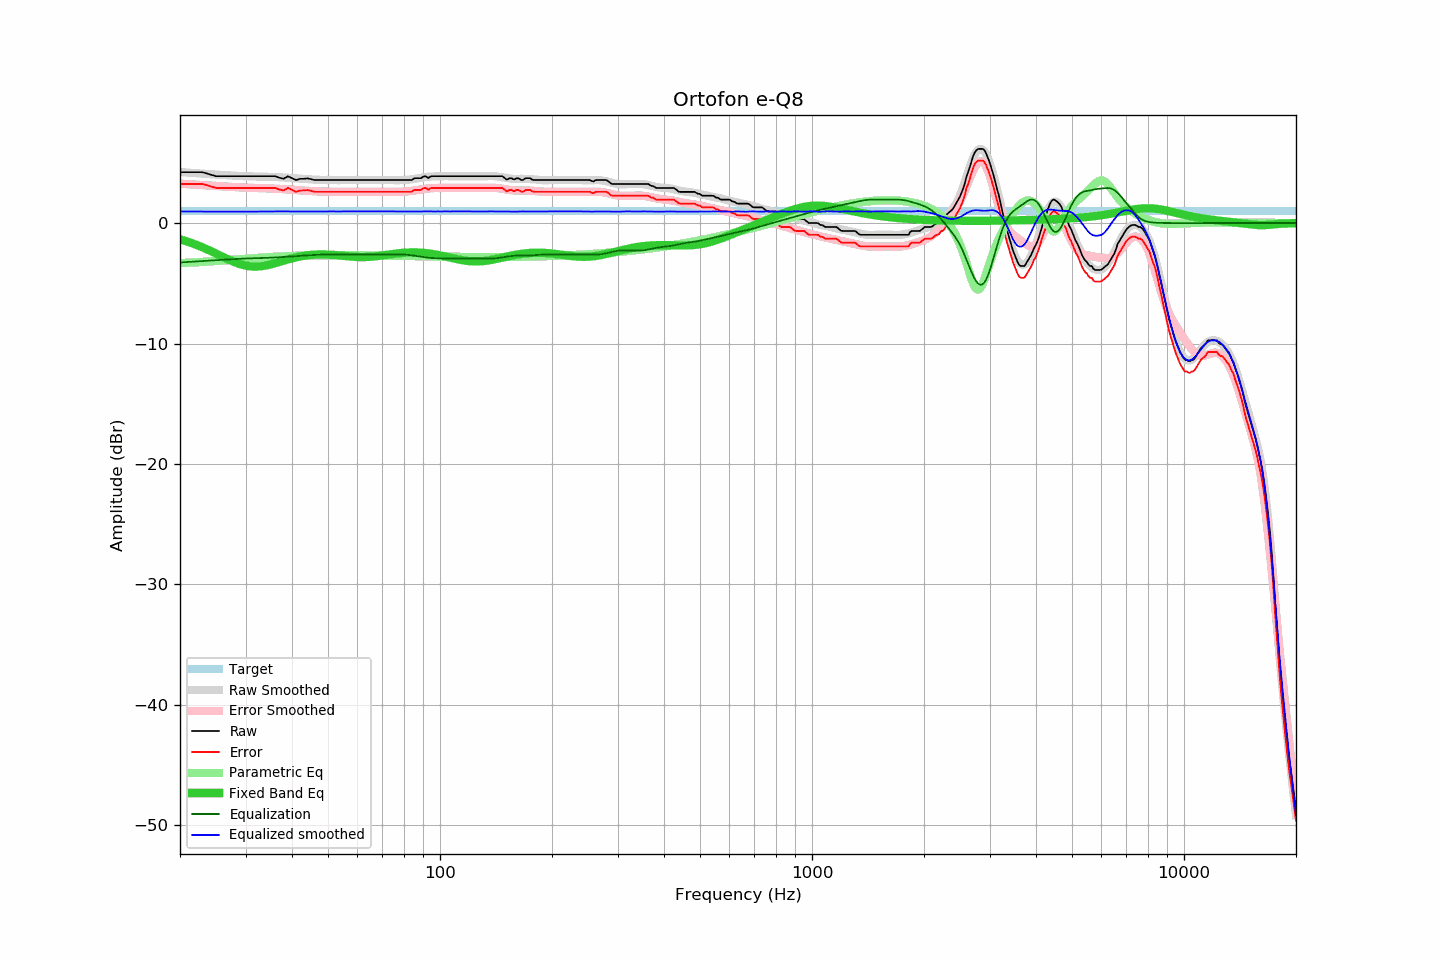 Ortofon e-Q8
Amplitude (dBr)
0
−10
−20
−30
−40
−50
Target
Raw Smoothed
Error Smoothed
Raw
Error
Parametric Eq
Fixed Band Eq
Equalization
Equalized smoothed
100
1000
10000
Frequency (Hz)